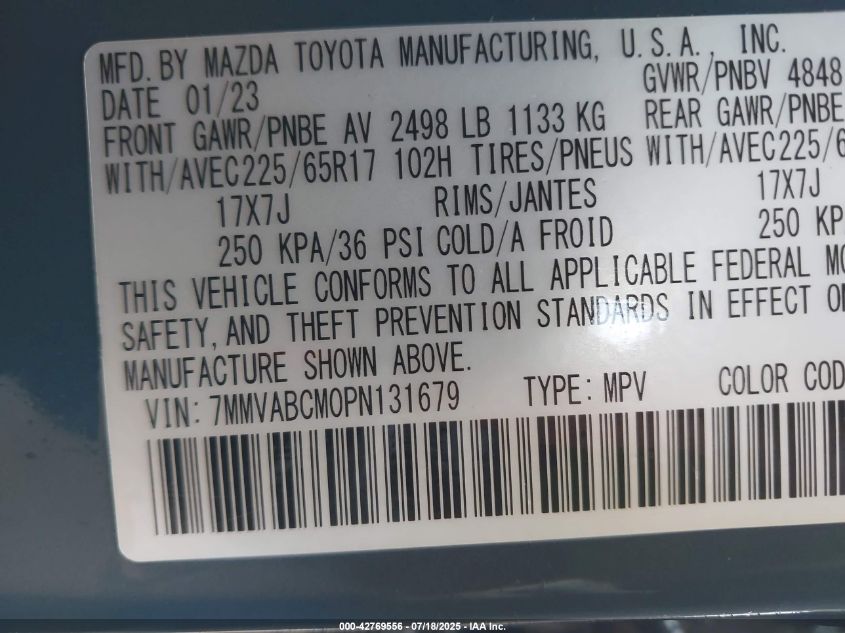 MFD. BY MAZDA TOYOTA MANUFACTURING, U.S.A., INC.
DATE 01/23 GVWR/PNBV 4848
FRONT GAWR/PNBE AV 2498 LB 1133 KG REAR GAWR/PNBE
WITH/AVEC225/65R17 102H TIRES/PNEUS WITH/AVEC225/6
17X7J RIMS/JANTES 17X7J
250 KPA/36 PSI COLD/A FROID 250 KP
THIS VEHICLE CONFORMS TO ALL APPLICABLE FEDERAL MO
SAFETY, AND THEFT PREVENTION STANDARDS IN EFFECT O
MANUFACTURE SHOWN ABOVE.
VIN: 7MMVABCM0PN131679 TYPE: MPV COLOR COD
000-42769556 - 07/18/2025 - IAA Inc.